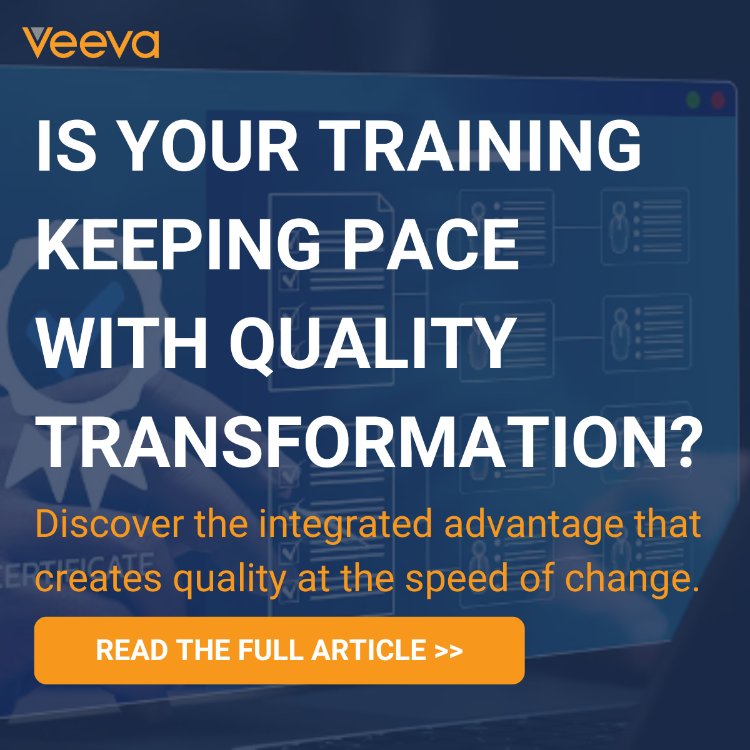 Veeva
IS YOUR TRAINING
KEEPING PACE
WITH QUALITY
TRANSFORMATION?
Discover the integrated advantage that
CERTIFICATE
creates quality at the speed of change.
READ THE FULL ARTICLE >>